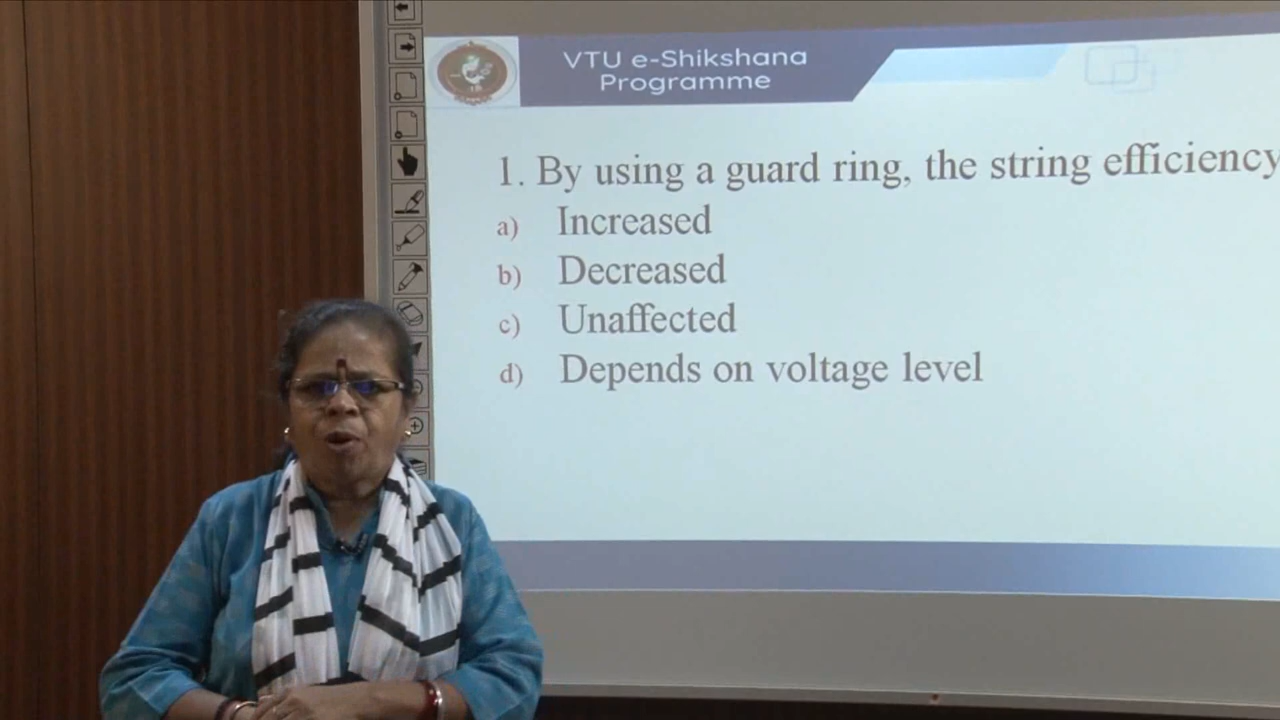 VTU e-Shikshana
Programme
1. By using a guard ring, the string efficiency
a) Increased
b) Decreased
c) Unaffected
d) Depends on voltage level